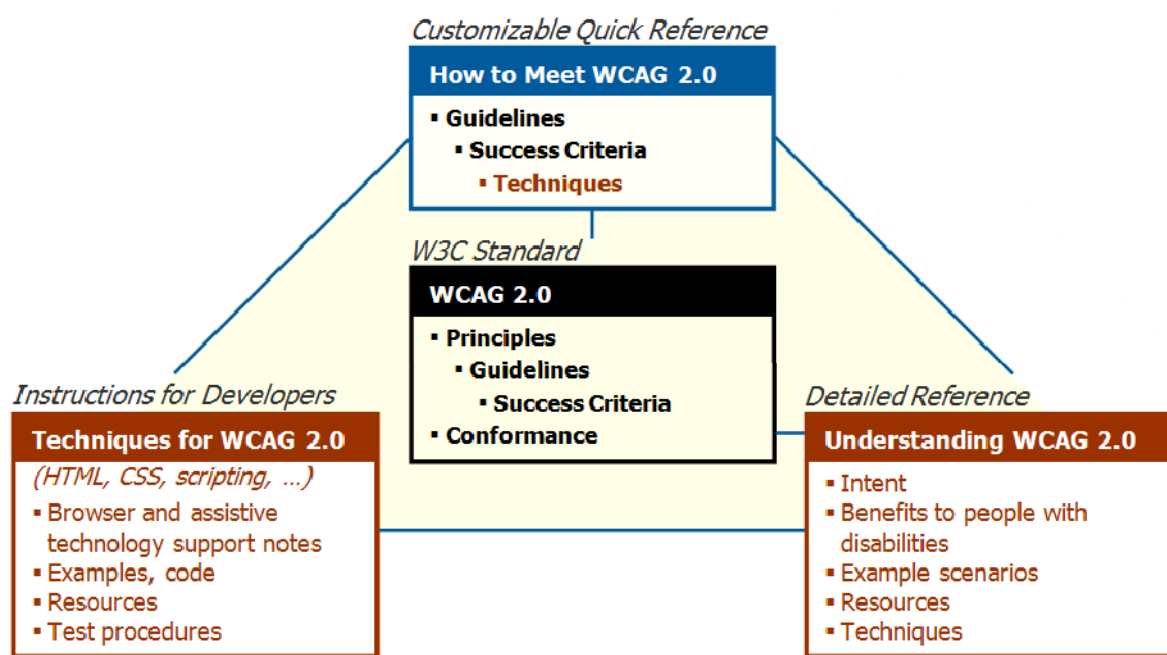 Customizable Quick Reference
How to Meet WCAG 2.0
▪ Guidelines
▪ Success Criteria
▪ Techniques
W3C Standard
WCAG 2.0
▪ Principles
▪ Guidelines
▪ Success Criteria
▪ Conformance
Instructions for Developers
Techniques for WCAG 2.0
(HTML, CSS, scripting, ...)
▪ Browser and assistive
technology support notes
▪ Examples, code
▪ Resources
▪ Test procedures
Detailed Reference
Understanding WCAG 2.0
▪ Intent
▪ Benefits to people with
disabilities
▪ Example scenarios
▪ Resources
▪ Techniques